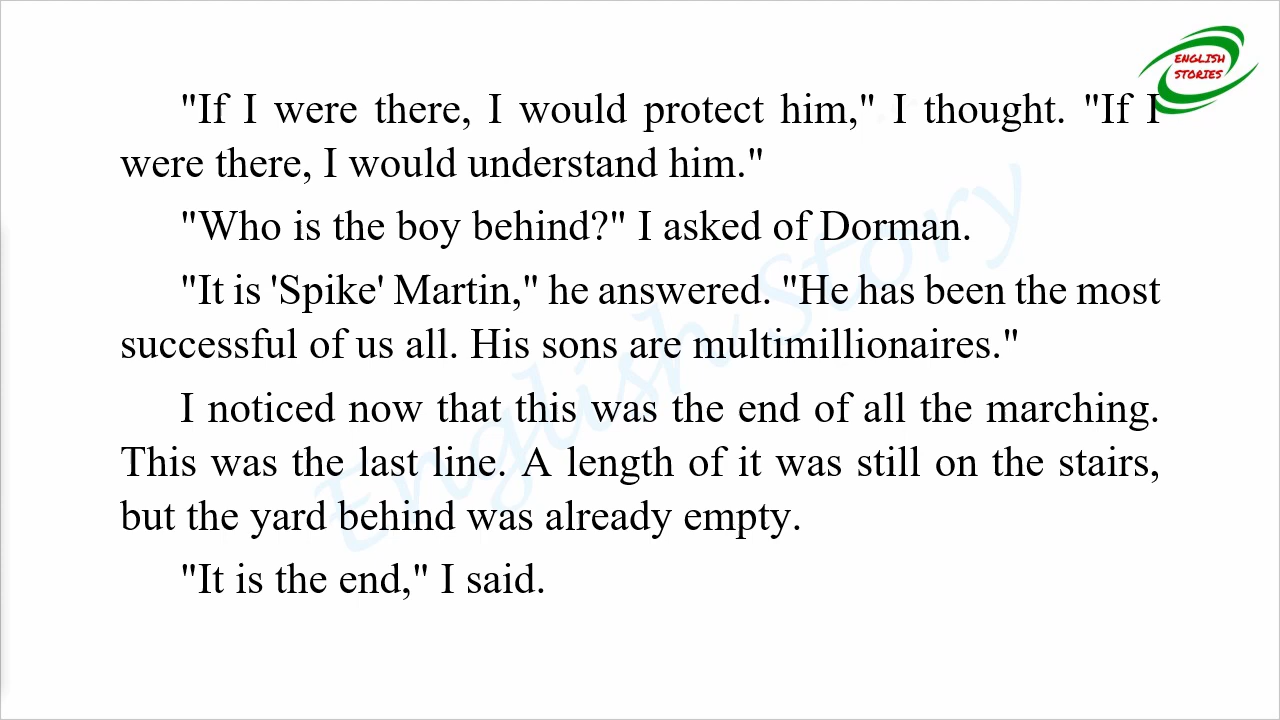 ENGLISH
STORIES
"If I were there, I would protect him," I thought. "If I
were there, I would understand him."
"Who is the boy behind?" I asked of Dorman.
"It is 'Spike' Martin," he answered. "He has been the most
successful of us all. His sons are multimillionaires."
I noticed now that this was the end of all the marching.
This was the last line. A length of it was still on the stairs,
but the yard behind was already empty.
"It is the end," I said.
English Story